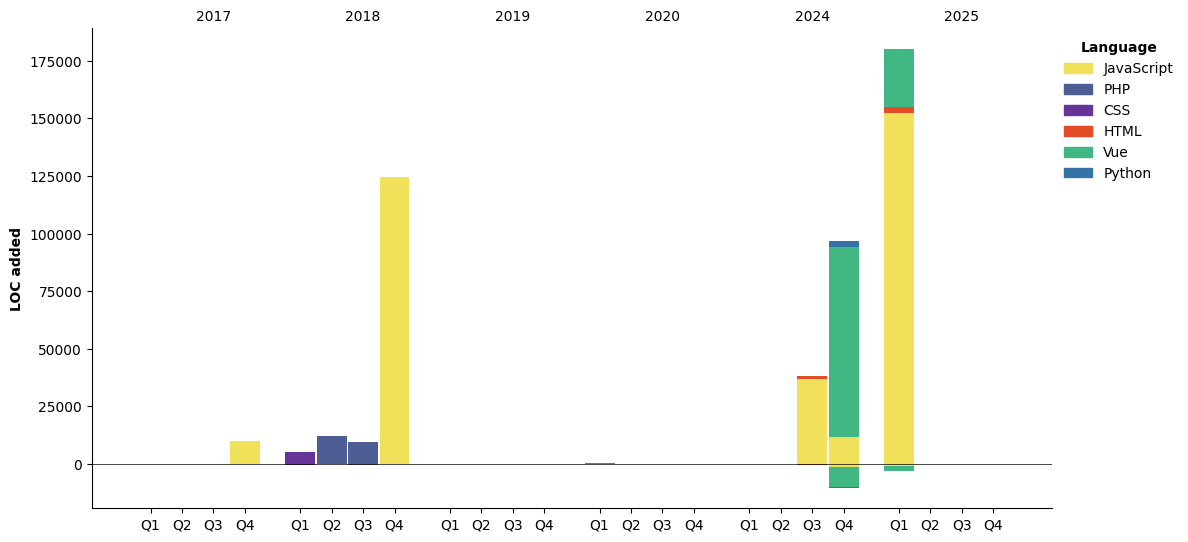 2017 2018 2019 2020 2024 2025
LOC added
175000
150000
125000
100000
75000
50000
25000
0
Q1 Q2 Q3 Q4 Q1 Q2 Q3 Q4 Q1 Q2 Q3 Q4 Q1 Q2 Q3 Q4 Q1 Q2 Q3 Q4 Q1 Q2 Q3 Q4
Language
JavaScript
PHP
CSS
HTML
Vue
Python